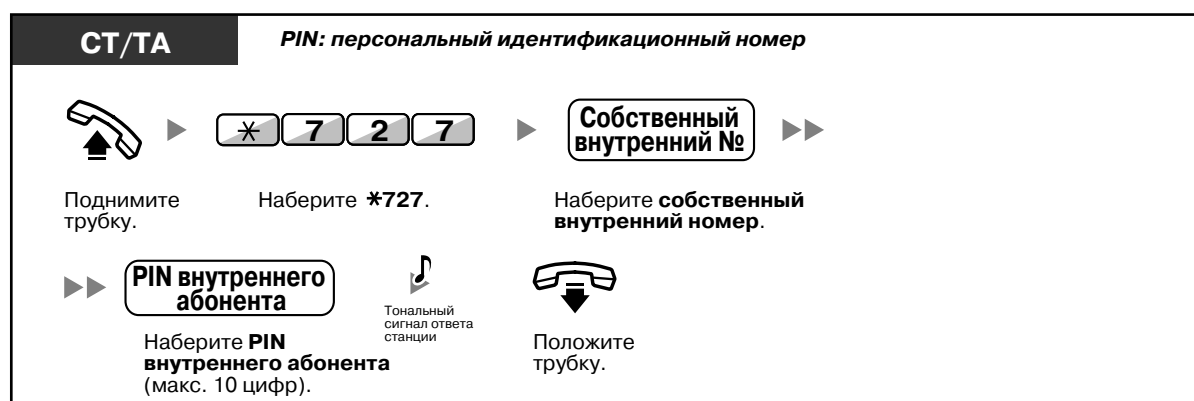 СТ/ТА
PIN: персональный идентификационный номер
✳ 7 2 7
Собственный
внутренний №
Поднимите
трубку.
Наберите ✳727.
Наберите собственный
внутренний номер.
PIN внутреннего
абонента
Тональный
сигнал ответа
станции
Наберите PIN
внутреннего абонента
(макс. 10 цифр).
Положите
трубку.